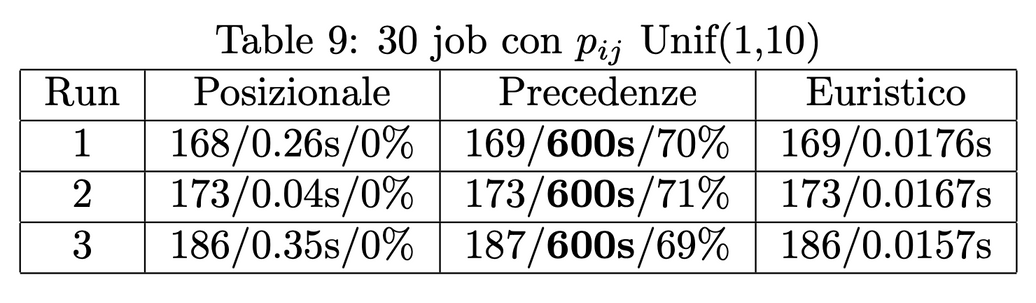 Table 9: 30 job con p_{ij} Unif(1,10)
Run Posizionale Precedenze Euristico
1 168/0.26s/0% 169/600s/70% 169/0.0176s
2 173/0.04s/0% 173/600s/71% 173/0.0167s
3 186/0.35s/0% 187/600s/69% 186/0.0157s